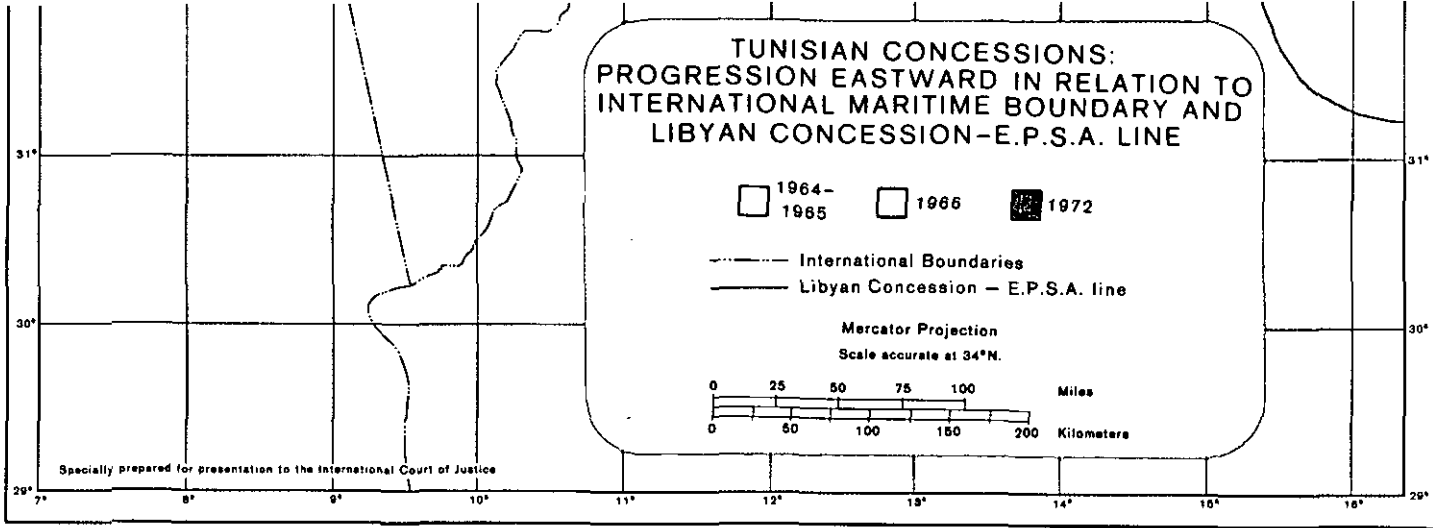 TUNISIAN CONCESSIONS:
PROGRESSION EASTWARD IN RELATION TO
INTERNATIONAL MARITIME BOUNDARY AND
LIBYAN CONCESSION–E.P.S.A. LINE
1964–
1965
1966
1972
International Boundaries
Libyan Concession – E.P.S.A. line
Mercator Projection
Scale accurate at 34°N.
0 25 50 75 100 Miles
0 50 100 150 200 Kilometers
31° 31°
30° 30°
Specially prepared for presentation to the International Court of Justice
29° 29°
7° 8° 9° 10° 11° 12° 13° 14° 15° 16°